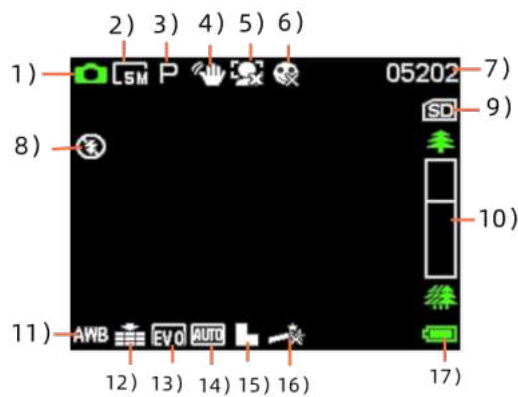 2) 3) 4) 5) 6)
1) 5M P 05202 7)
SD 9)
8)
10)
11) AWB EV0 AUTO
12) 13) 14) 15) 16) 17)